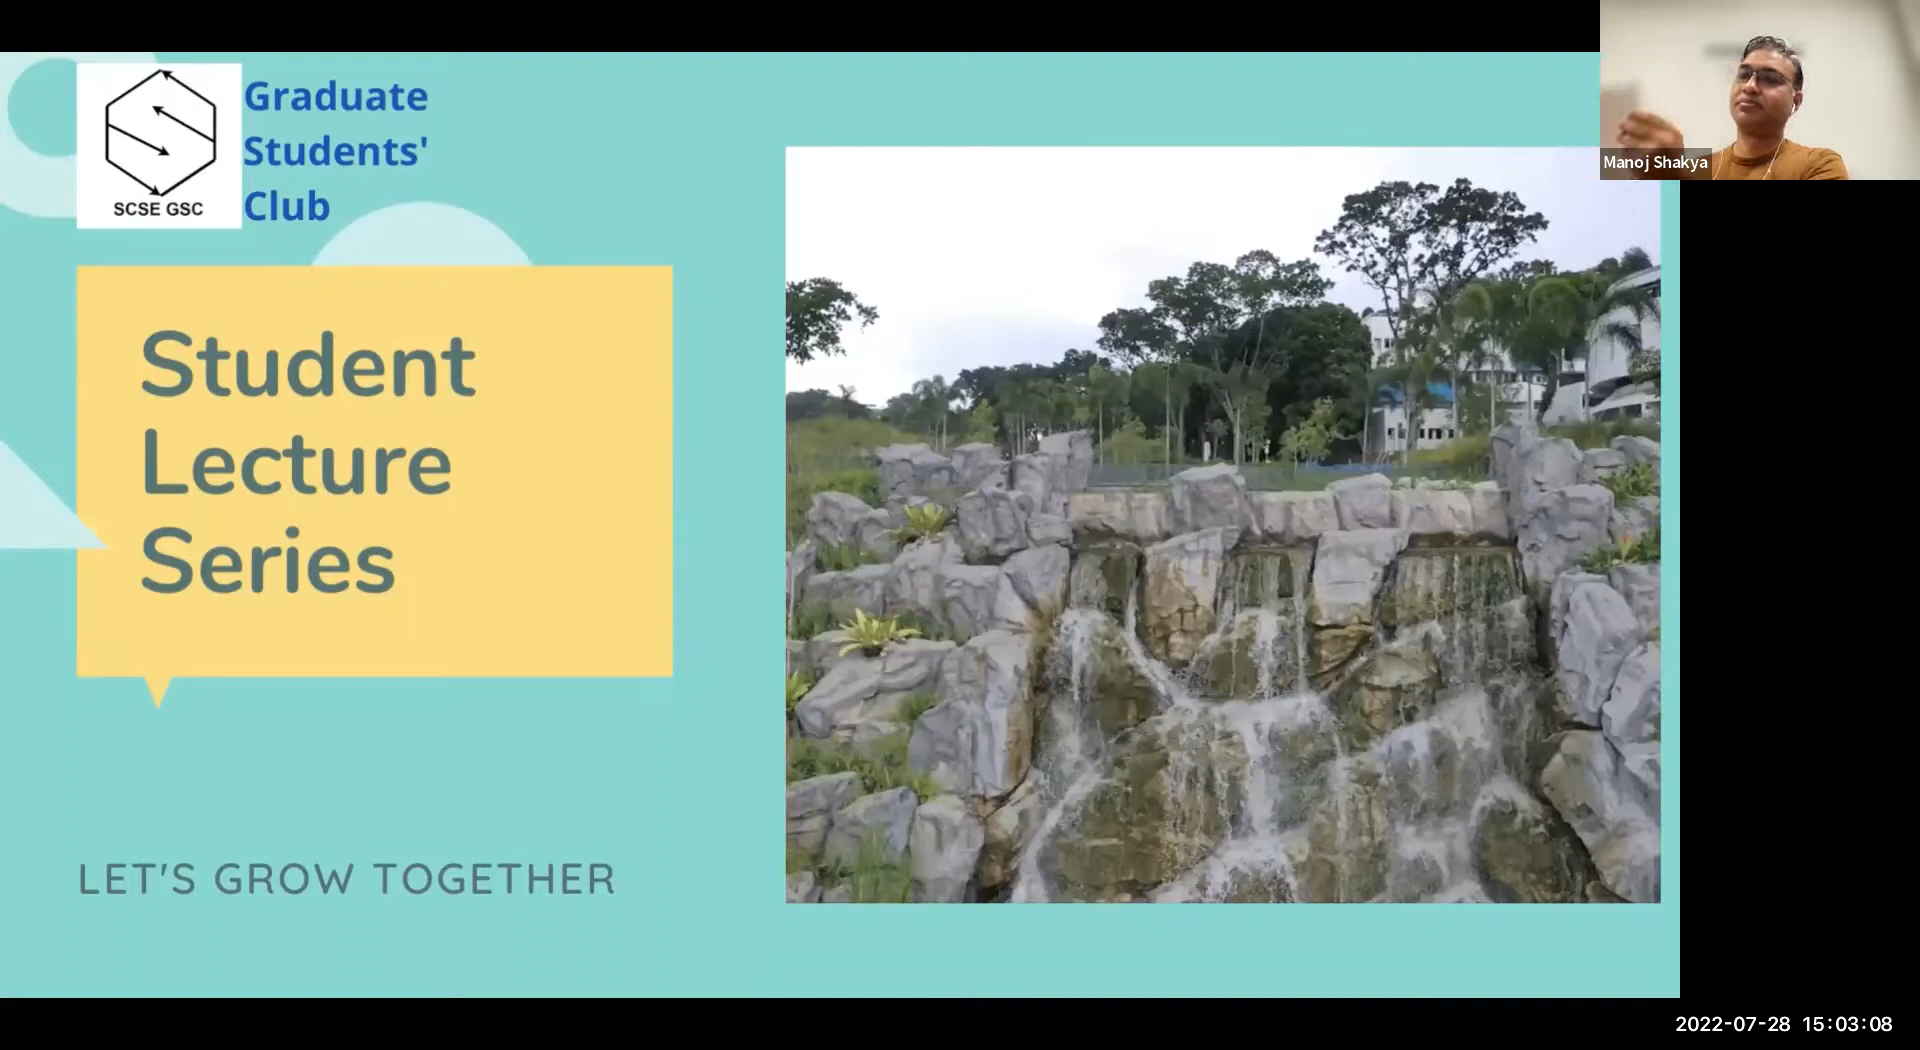 Graduate
Students'
Club
SCSE GSC
Student
Lecture
Series
LET'S GROW TOGETHER
Manoj Shakya
2022-07-28 15:03:08